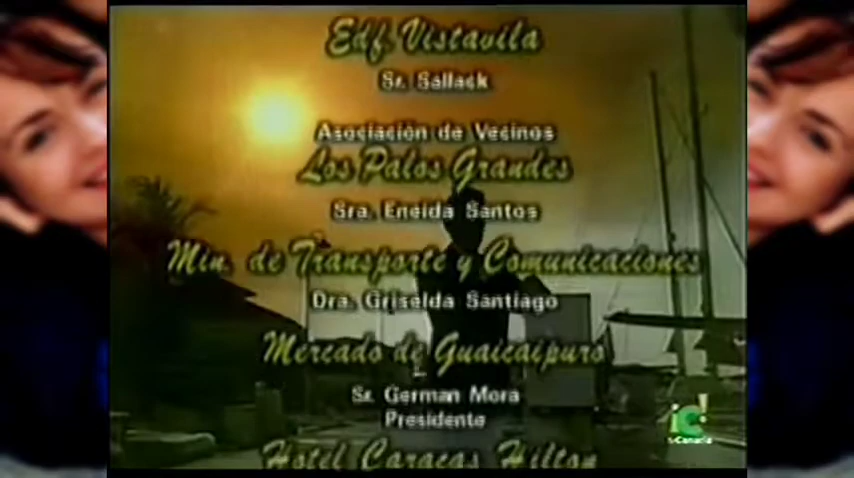 Edf. Vistavila
Sr. Sallack
Asociación de Vecinos
Los Palos Grandes
Sra. Eneida Santos
Min. de Transporte y Comunicaciones
Dra. Griselda Santiago
Mercado de Guaicaipuro
Sr. German Mora
Presidente
Hotel Caracas Hilton